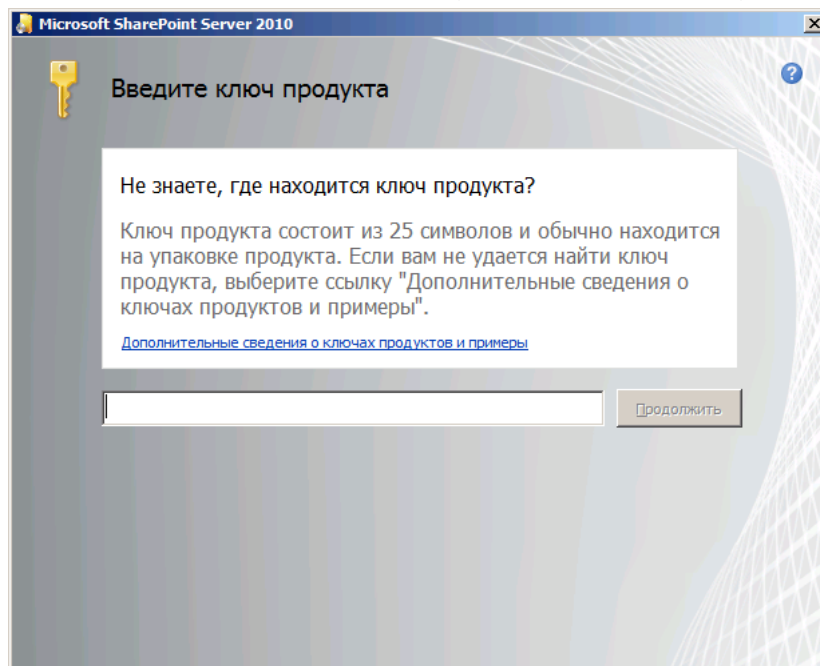 Microsoft SharePoint Server 2010
Введите ключ продукта
?
Не знаете, где находится ключ продукта?
Ключ продукта состоит из 25 символов и обычно находится
на упаковке продукта. Если вам не удается найти ключ
продукта, выберите ссылку "Дополнительные сведения о
ключах продуктов и примеры".
Дополнительные сведения о ключах продуктов и примеры
Продолжить